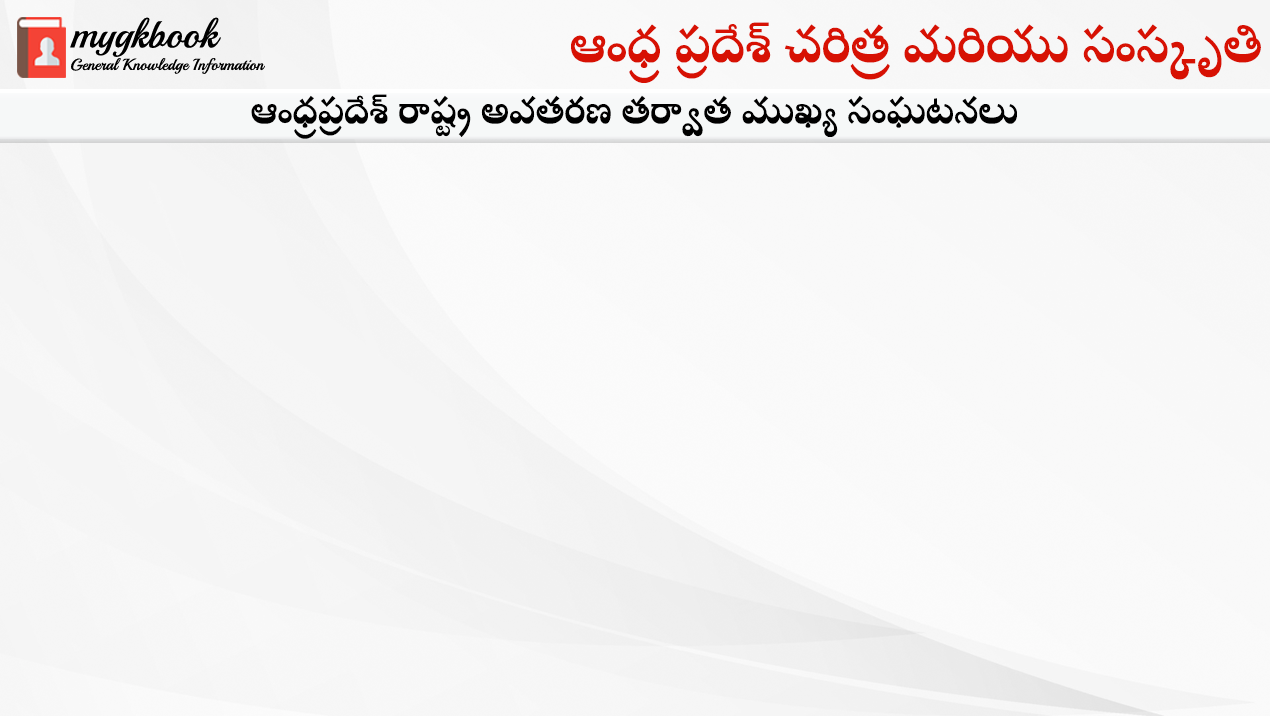 mygkbook
General Knowledge Information
ఆంధ్ర ప్రదేశ్ చరిత్ర మరియు సంస్కృతి
ఆంధ్రప్రదేశ్ రాష్ట్ర అవతరణ తర్వాత ముఖ్య సంఘటనలు